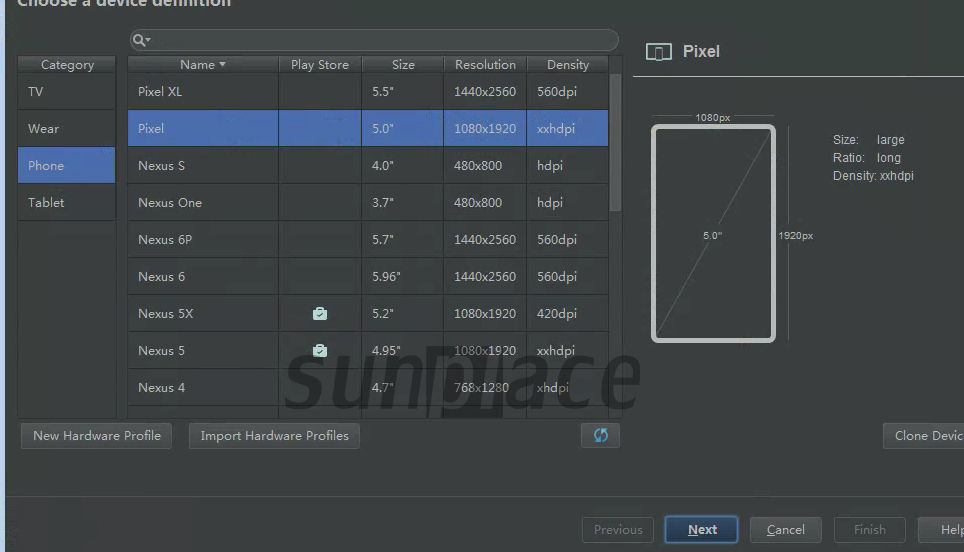 Choose a device definition
Pixel
Category
Name Play Store Size Resolution Density
TV
Wear
Phone
Tablet
Pixel XL 5.5" 1440x2560 560dpi
Pixel 5.0" 1080x1920 xxhdpi
Nexus S 4.0" 480x800 hdpi
Nexus One 3.7" 480x800 hdpi
Nexus 6P 5.7" 1440x2560 560dpi
Nexus 6 5.96" 1440x2560 560dpi
Nexus 5X 5.2" 1080x1920 420dpi
Nexus 5 4.95" 1080x1920 xxhdpi
Nexus 4 4.7" 768x1280 xhdpi
sunplace
1080px
5.0"
1920px
Size: large
Ratio: long
Density: xxhdpi
New Hardware Profile Import Hardware Profiles Clone Devic
Previous Next Cancel Finish Help